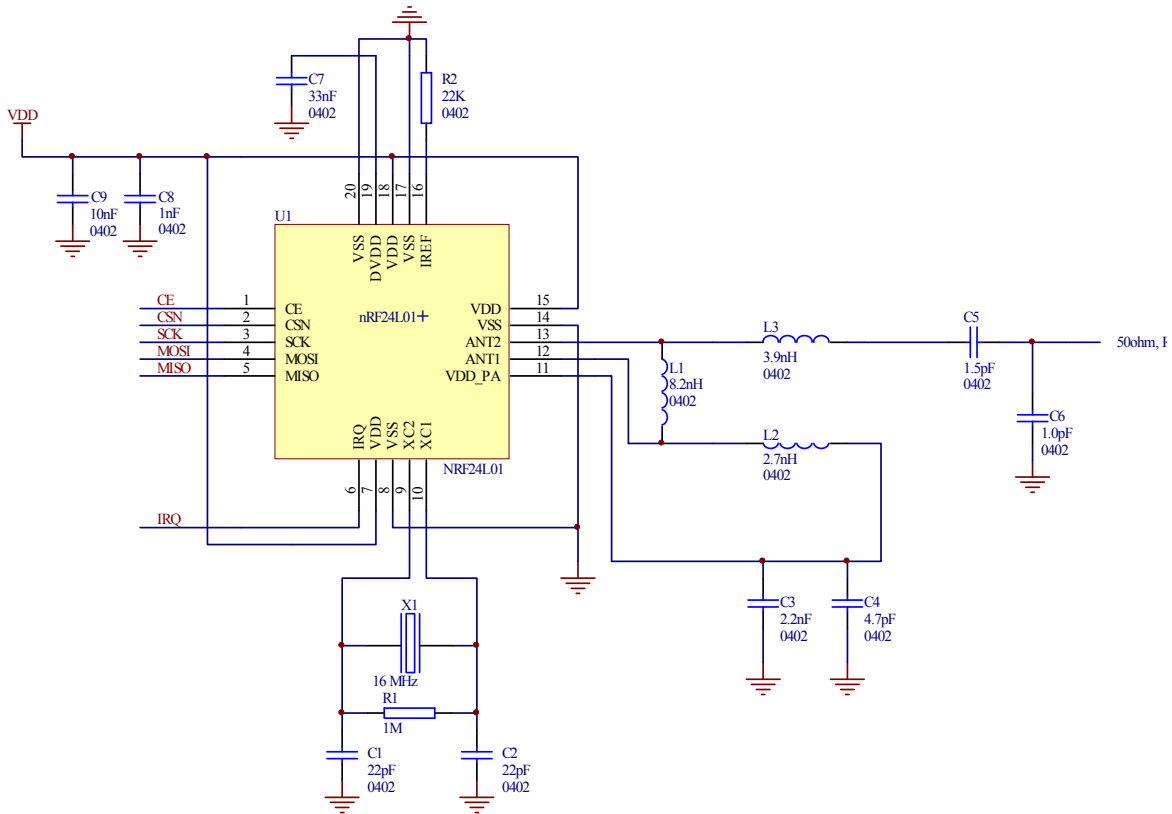 C7
33nF
0402
R2
22K
0402
VDD
C9
10nF
0402
C8
1nF
0402
20
19
18
17
16
U1
VSS
DVDD
VDD
VSS
IREF
CE
CSN
SCK
MOSI
MISO
1
2
3
4
5
CE
CSN
SCK
MOSI
MISO
nRF24L01+
VDD
VSS
ANT2
ANT1
VDD_PA
15
14
13
12
11
L3
3.9nH
0402
C5
1.5pF
0402
50ohm,
L1
8.2nH
0402
C6
1.0pF
0402
L2
2.7nH
0402
IRQ
VDD
VSS
XC2
XC1
NRF24L01
6
7
8
9
10
IRQ
C3
2.2nF
0402
C4
4.7pF
0402
X1
16 MHz
R1
1M
C1
22pF
0402
C2
22pF
0402